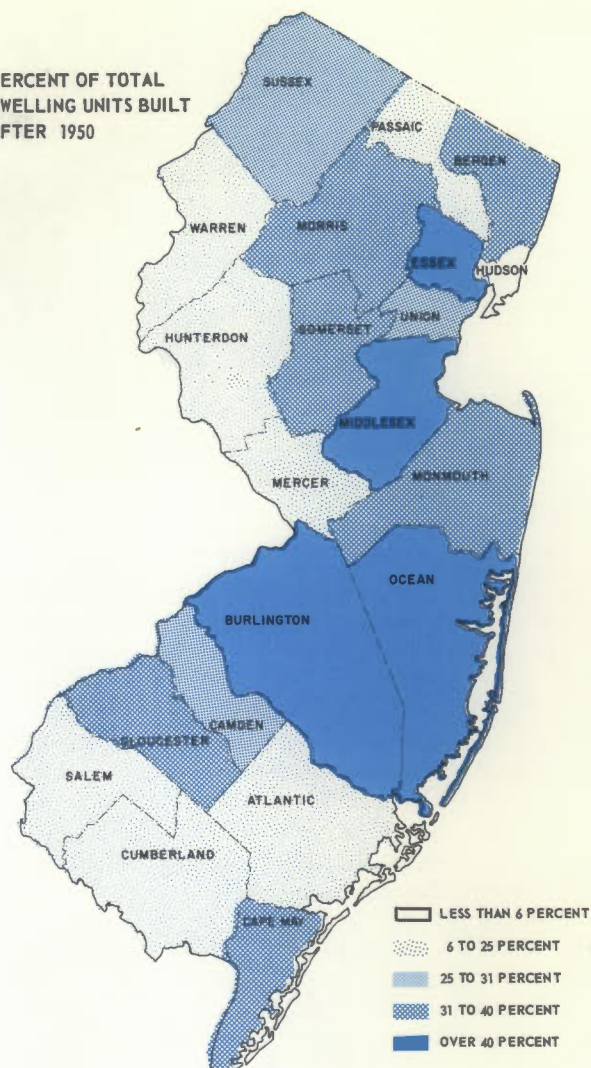 ERCENT OF TOTAL
WELLING UNITS BUILT
FTER 1950
SUSSEX
PASSAIC
BERGEN
WARREN
MORRIS
ESSEX
HUDSON
UNION
SOMERSET
HUNTERDON
MIDDLESEX
MERCER
MONMOUTH
OCEAN
BURLINGTON
CAMDEN
GLOUCESTER
SALEM
ATLANTIC
CUMBERLAND
CAPE MAY
LESS THAN 6 PERCENT
6 TO 25 PERCENT
25 TO 31 PERCENT
31 TO 40 PERCENT
OVER 40 PERCENT